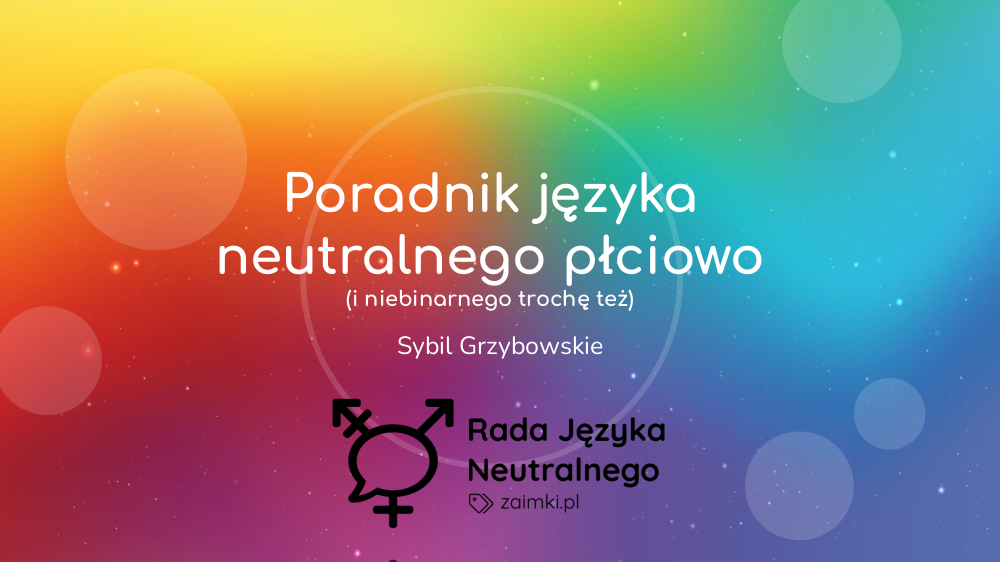 Poradnik języka
neutralnego płciowo
(i niebinarnego trochę też)
Sybil Grzybowskie
Rada Języka
Neutralnego
zaimki.pl